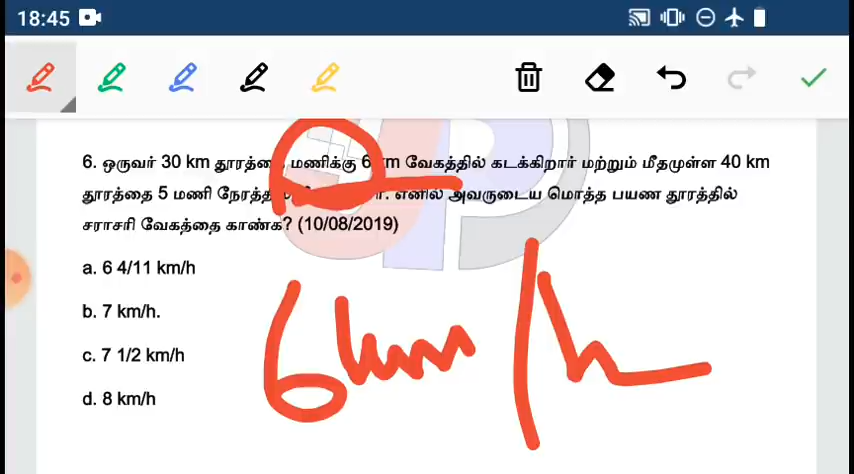 18:45
6. ஒருவர் 30 km தூரத்தை மணிக்கு 6 km வேகத்தில் கடக்கிறார் மற்றும் மீதமுள்ள 40 km
தூரத்தை 5 மணி எனில் அவருடைய மொத்த பயண தூரத்தில்
சராசரி வேகத்தை காண்க? (10/08/2019)
a. 6 4/11 km/h
b. 7 km/h.
c. 7 1/2 km/h
d. 8 km/h
6 km / h